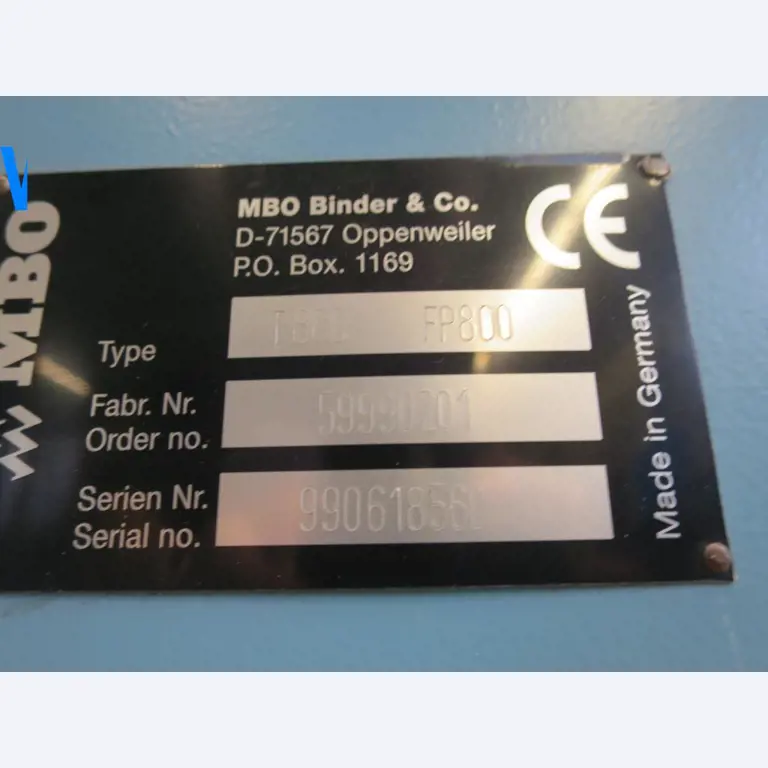 MBO
MBO Binder & Co.
D-71567 Oppenweiler
P.O. Box. 1169
CE
Type
FP800
Fabr. Nr.
Order no.
Serien Nr.
Serial no.
Made in Germany